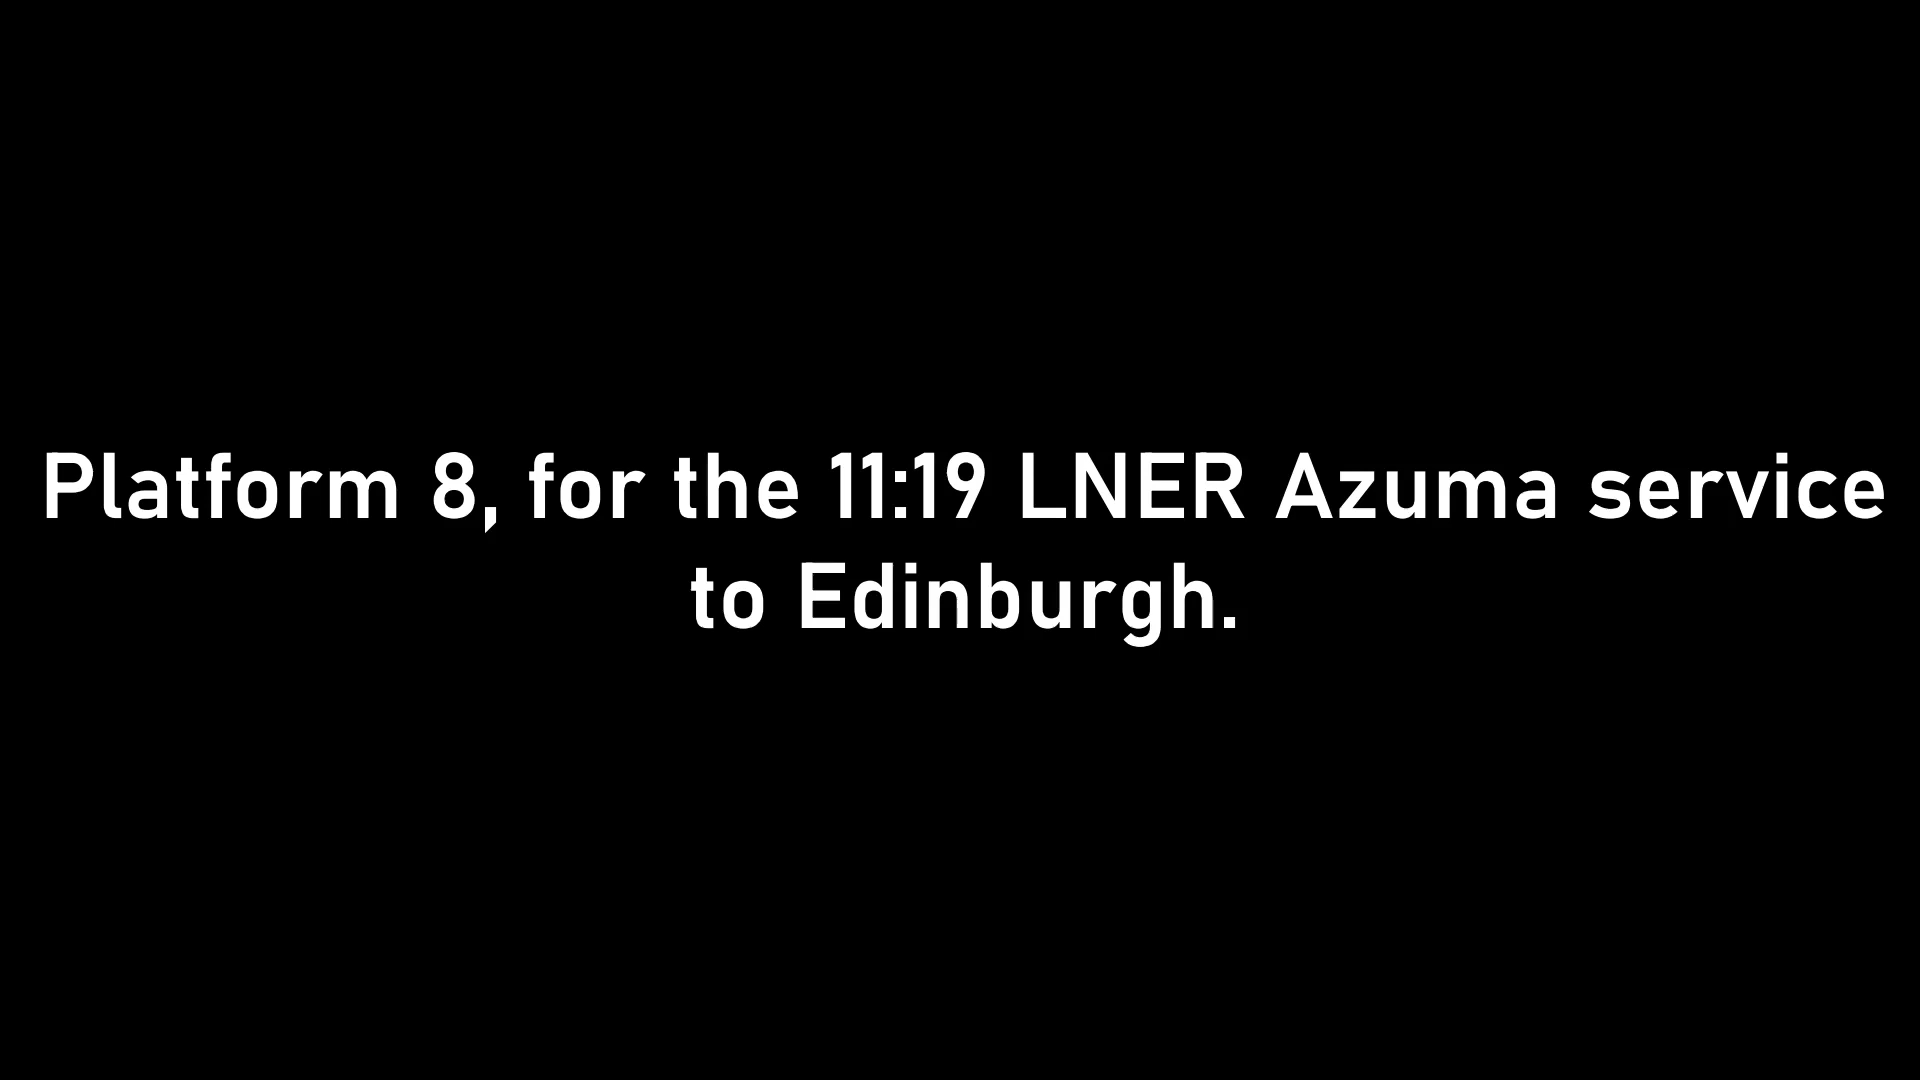 Platform 8, for the 11:19 LNER Azuma service
to Edinburgh.